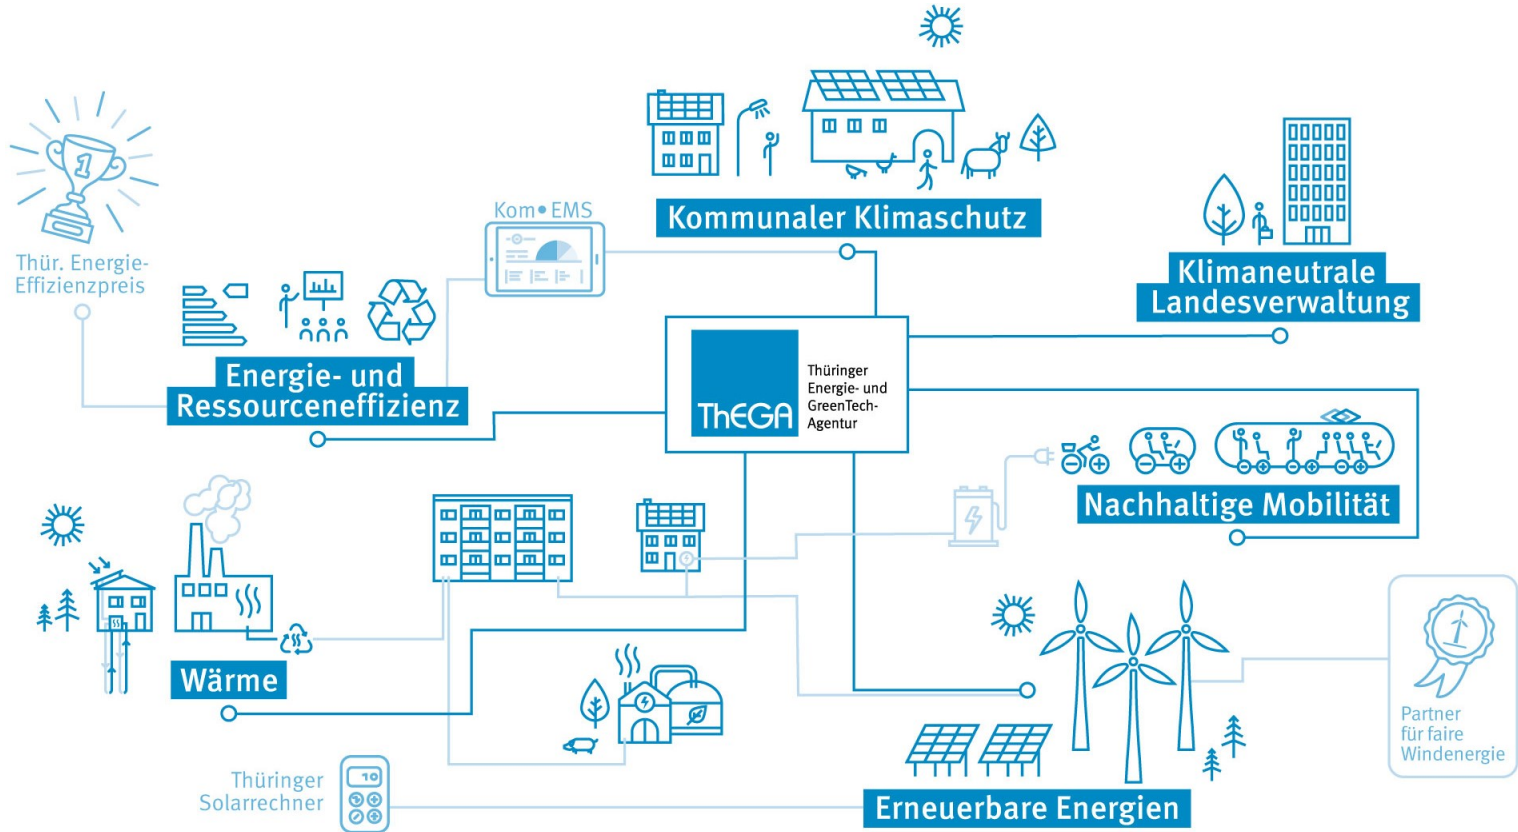 Kommunaler Klimaschutz
1
Thür. Energie-
Effizienzpreis
Kom•EMS
Klimaneutrale
Landesverwaltung
Energie- und
Ressourceneffizienz
ThEGA
Thüringer
Energie- und
GreenTech-
Agentur
Nachhaltige Mobilität
Wärme
Partner
für faire
Windenergie
Thüringer
Solarrechner
10
Erneuerbare Energien